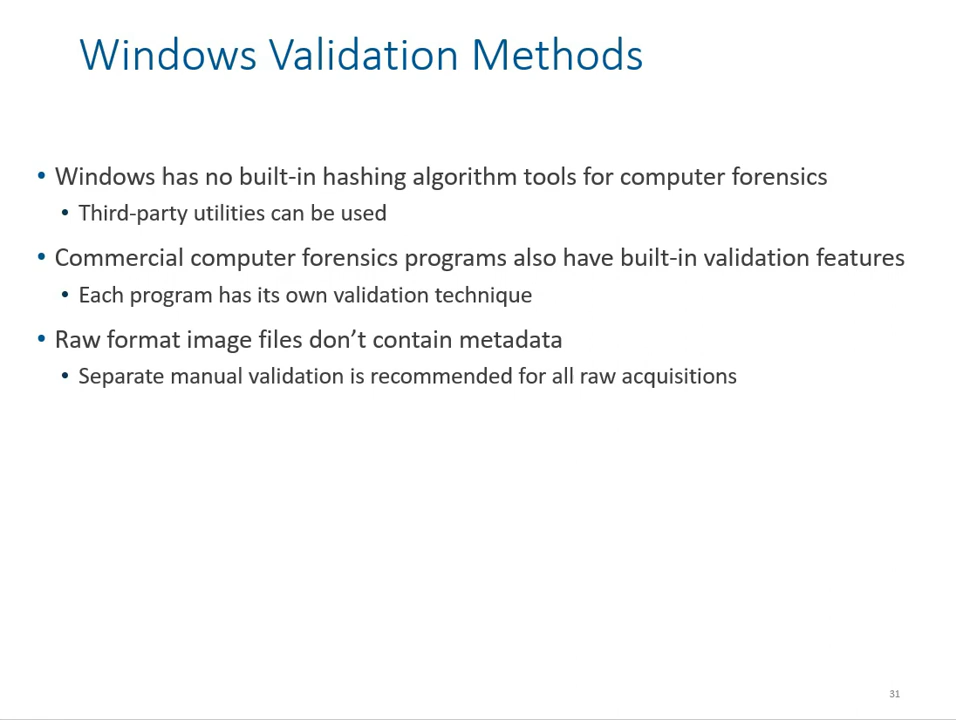 Windows Validation Methods
• Windows has no built-in hashing algorithm tools for computer forensics
• Third-party utilities can be used
• Commercial computer forensics programs also have built-in validation features
• Each program has its own validation technique
• Raw format image files don’t contain metadata
• Separate manual validation is recommended for all raw acquisitions
31